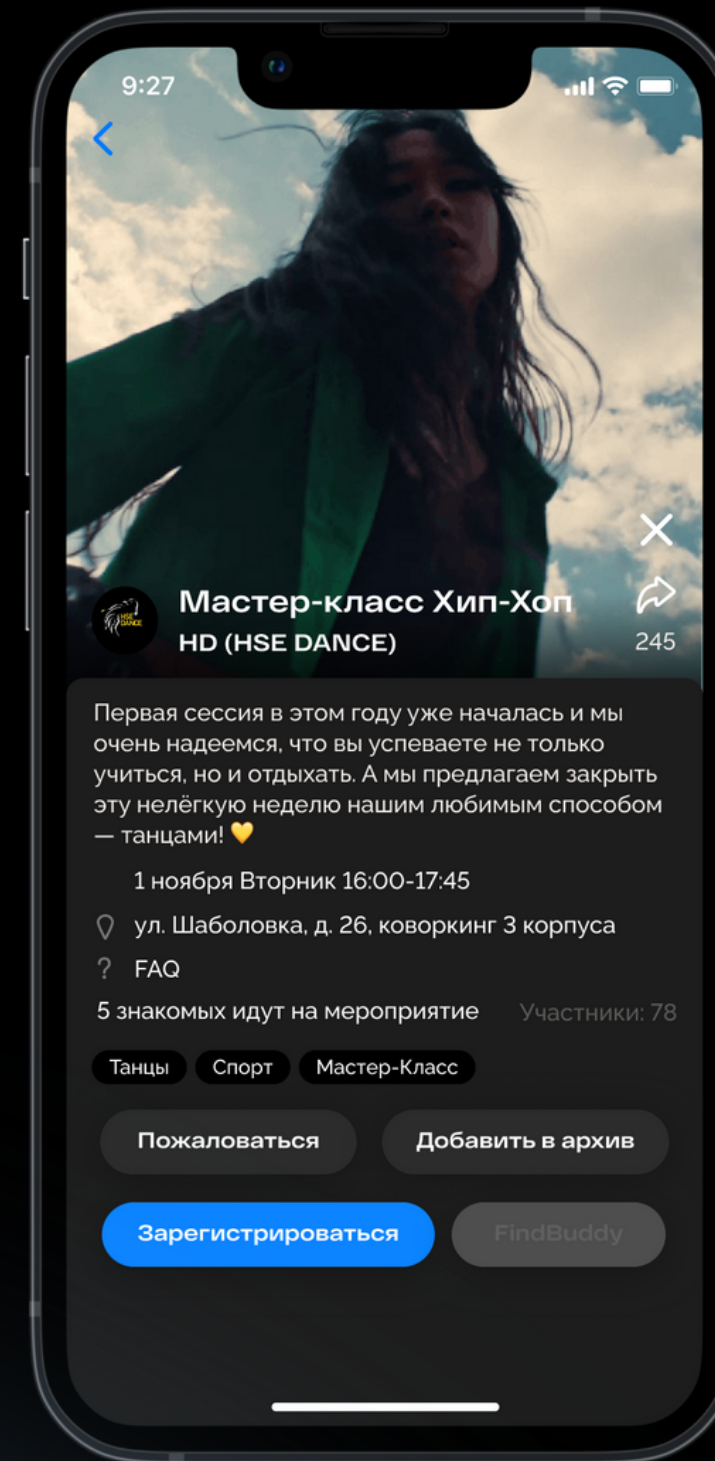 9:27
Мастер-класс Хип-Хоп
HSE
DANCE
HD (HSE DANCE)
245
Первая сессия в этом году уже началась и мы
очень надеемся, что вы успеваете не только
учиться, но и отдыхать. А мы предлагаем закрыть
эту нелёгкую неделю нашим любимым способом
— танцами! 💛
1 ноября Вторник 16:00-17:45
ул. Шаболовка, д. 26, коворкинг 3 корпуса
? FAQ
5 знакомых идут на мероприятие Участники: 78
Танцы Спорт Мастер-Класс
Пожаловаться Добавить в архив
Зарегистрироваться FindBuddy